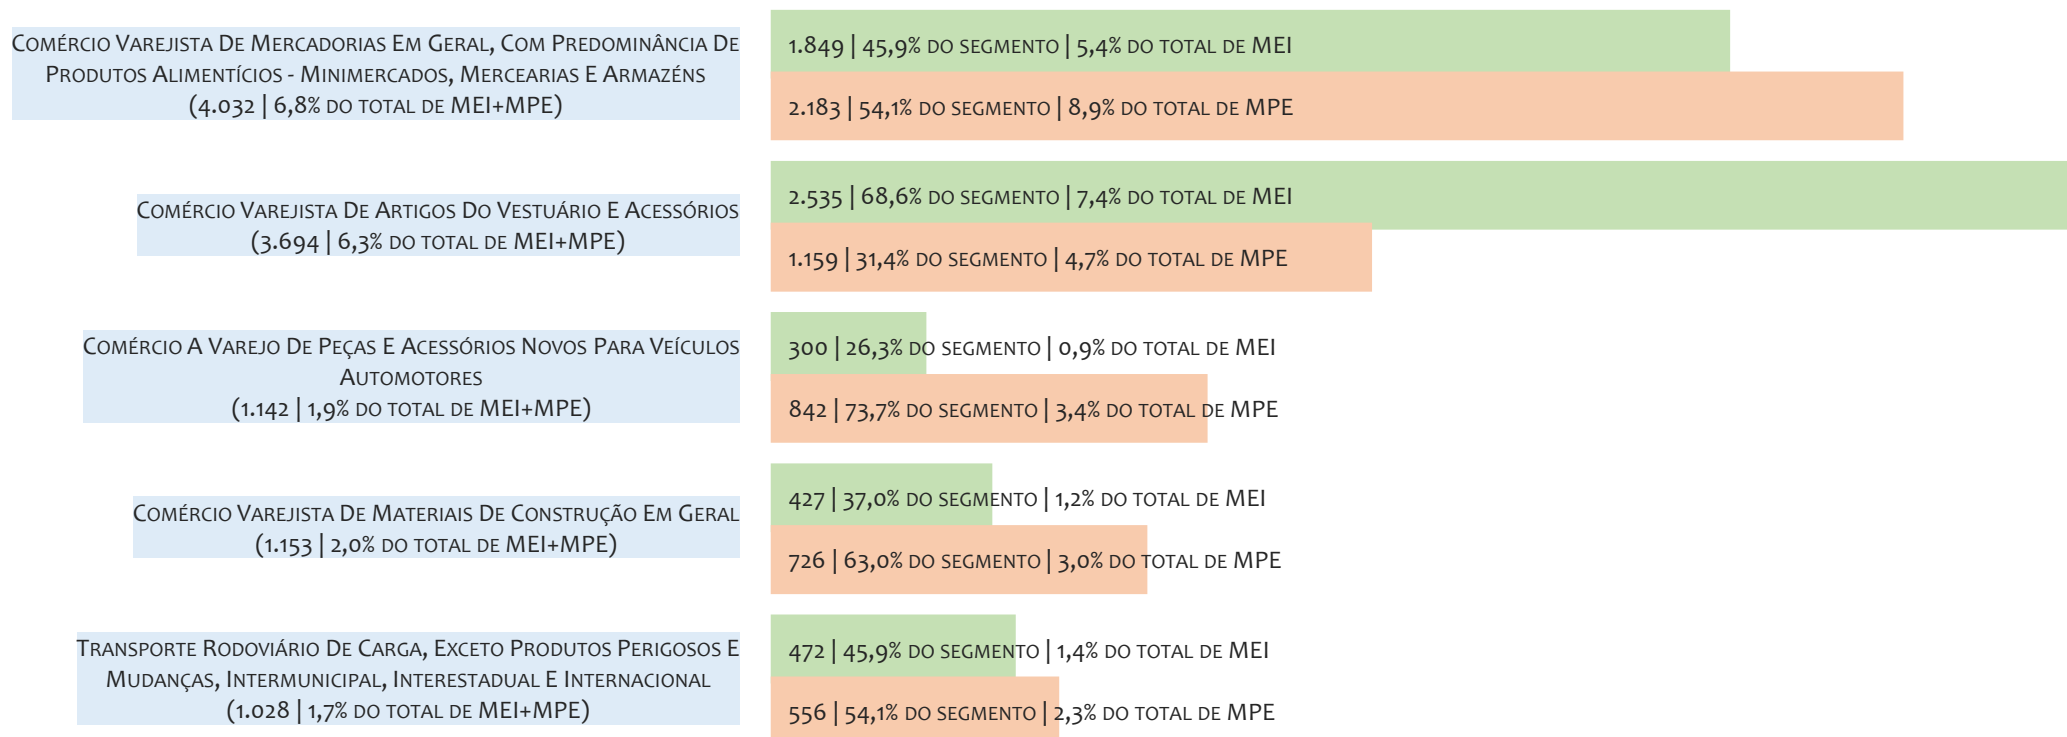 Comércio Varejista De Mercadorias Em Geral, Com Predominância De
Produtos Alimentícios - Minimercados, Mercearias E Armazéns
(4.032 | 6,8% do total de MEI+MPE)
1.849 | 45,9% do segmento | 5,4% do total de MEI
2.183 | 54,1% do segmento | 8,9% do total de MPE
Comércio Varejista De Artigos Do Vestuário E Acessórios
(3.694 | 6,3% do total de MEI+MPE)
2.535 | 68,6% do segmento | 7,4% do total de MEI
1.159 | 31,4% do segmento | 4,7% do total de MPE
Comércio A Varejo De Peças E Acessórios Novos Para Veículos
Automotores
(1.142 | 1,9% do total de MEI+MPE)
300 | 26,3% do segmento | 0,9% do total de MEI
842 | 73,7% do segmento | 3,4% do total de MPE
Comércio Varejista De Materiais De Construção Em Geral
(1.153 | 2,0% do total de MEI+MPE)
427 | 37,0% do segmento | 1,2% do total de MEI
726 | 63,0% do segmento | 3,0% do total de MPE
Transporte Rodoviário De Carga, Exceto Produtos Perigosos E
Mudanças, Intermunicipal, Interestadual E Internacional
(1.028 | 1,7% do total de MEI+MPE)
472 | 45,9% do segmento | 1,4% do total de MEI
556 | 54,1% do segmento | 2,3% do total de MPE